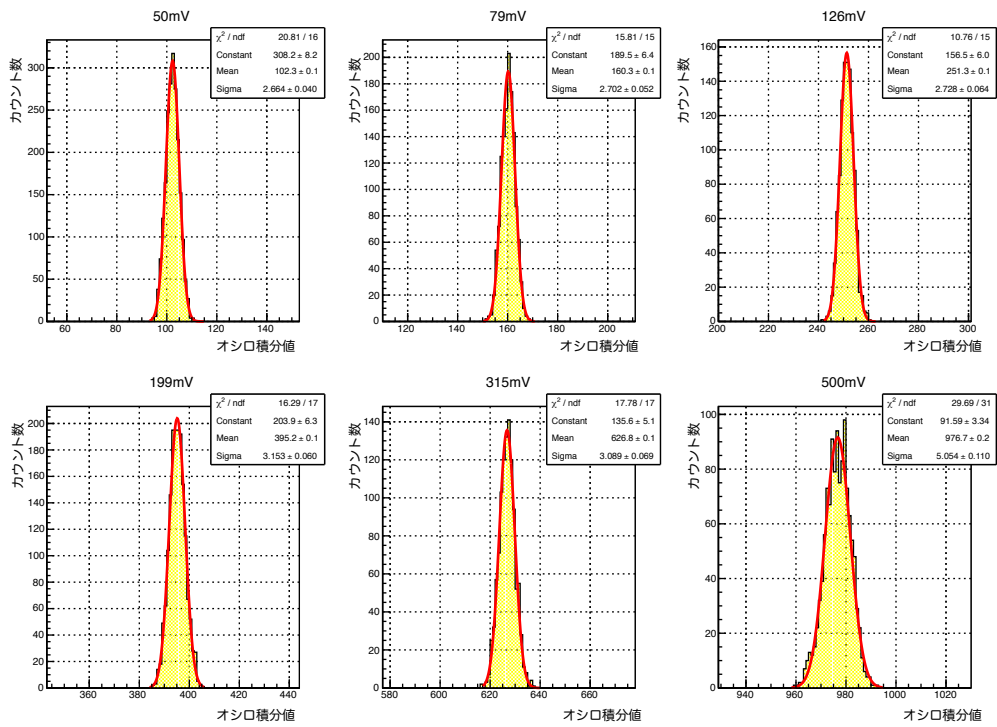 50mV
χ² / ndf 20.81 / 16
Constant 308.2 ± 8.2
Mean 102.3 ± 0.1
Sigma 2.664 ± 0.040
カウント数
300
250
200
150
100
50
0
60 80 100 120 140
オシロ積分値
79mV
χ² / ndf 15.81 / 15
Constant 189.5 ± 6.4
Mean 160.3 ± 0.1
Sigma 2.702 ± 0.052
カウント数
200
180
160
140
120
100
80
60
40
20
0
120 140 160 180 200
オシロ積分値
126mV
χ² / ndf 10.76 / 15
Constant 156.5 ± 6.0
Mean 251.3 ± 0.1
Sigma 2.728 ± 0.064
カウント数
160
140
120
100
80
60
40
20
0
200 220 240 260 280 300
オシロ積分値
199mV
χ² / ndf 16.29 / 17
Constant 203.9 ± 6.3
Mean 395.2 ± 0.1
Sigma 3.153 ± 0.060
カウント数
200
180
160
140
120
100
80
60
40
20
0
360 380 400 420 440
オシロ積分値
315mV
χ² / ndf 17.78 / 17
Constant 135.6 ± 5.1
Mean 626.8 ± 0.1
Sigma 3.089 ± 0.069
カウント数
140
120
100
80
60
40
20
0
580 600 620 640 660
オシロ積分値
500mV
χ² / ndf 29.69 / 31
Constant 91.59 ± 3.34
Mean 976.7 ± 0.2
Sigma 5.054 ± 0.110
カウント数
100
80
60
40
20
0
940 960 980 1000 1020
オシロ積分値